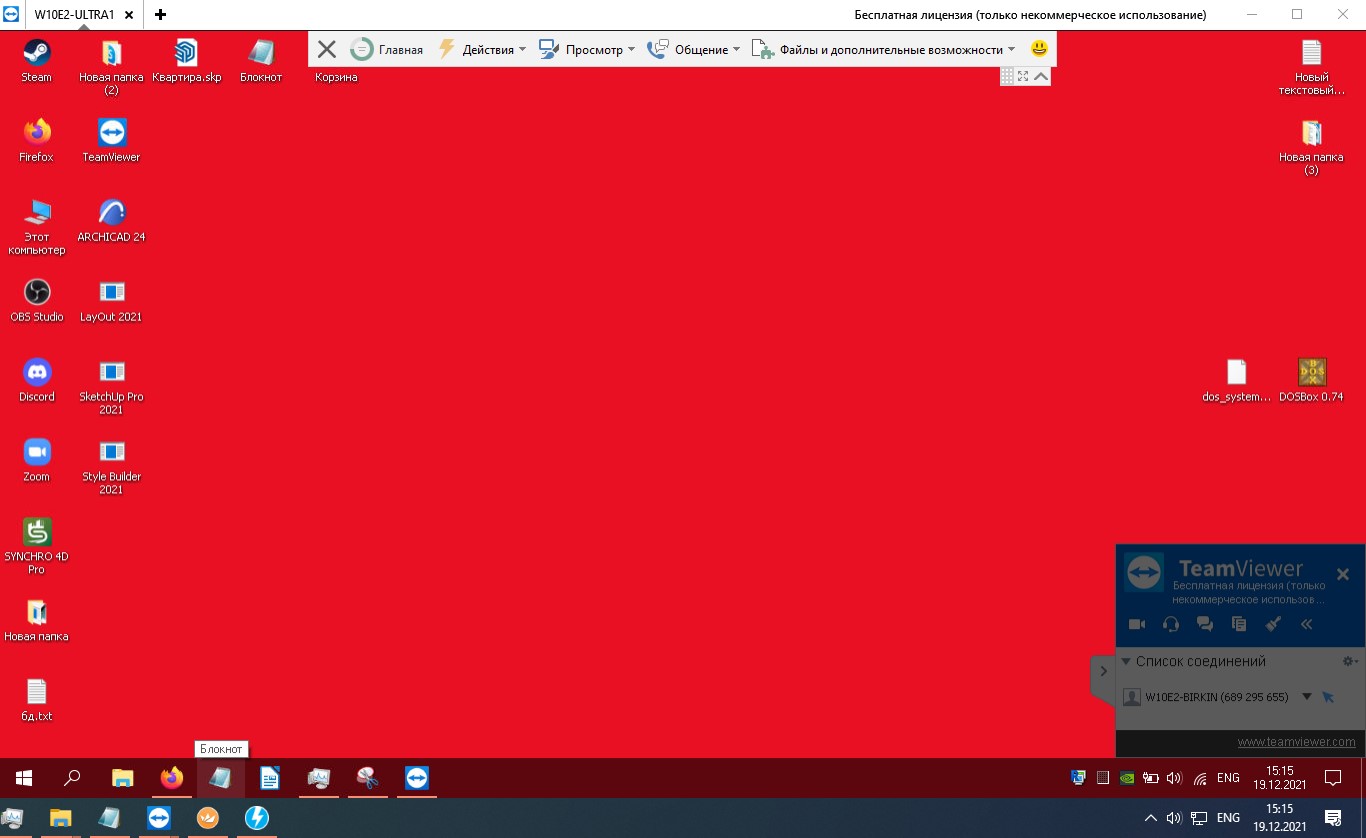 W10E2-ULTRA1
Бесплатная лицензия (только некоммерческое использование)
Главная
Действия
Просмотр
Общение
Файлы и дополнительные возможности
Steam
Новая папка
(2)
Квартира.skp
Блокнот
Корзина
Новый
текстовый...
Firefox
TeamViewer
Новая папка
(3)
Этот
компьютер
ARCHICAD 24
OBS Studio
LayOut 2021
Discord
SketchUp Pro
2021
dos_system...
DOSBox 0.74
Zoom
Style Builder
2021
SYNCHRO 4D
Pro
Новая папка
бд.txt
TeamViewer
Бесплатная лицензия (только
некоммерческое использов...
Список соединений
W10E2-BIRKIN (689 295 655)
www.teamviewer.com
Блокнот
ENG
15:15
19.12.2021
ENG
15:15
19.12.2021